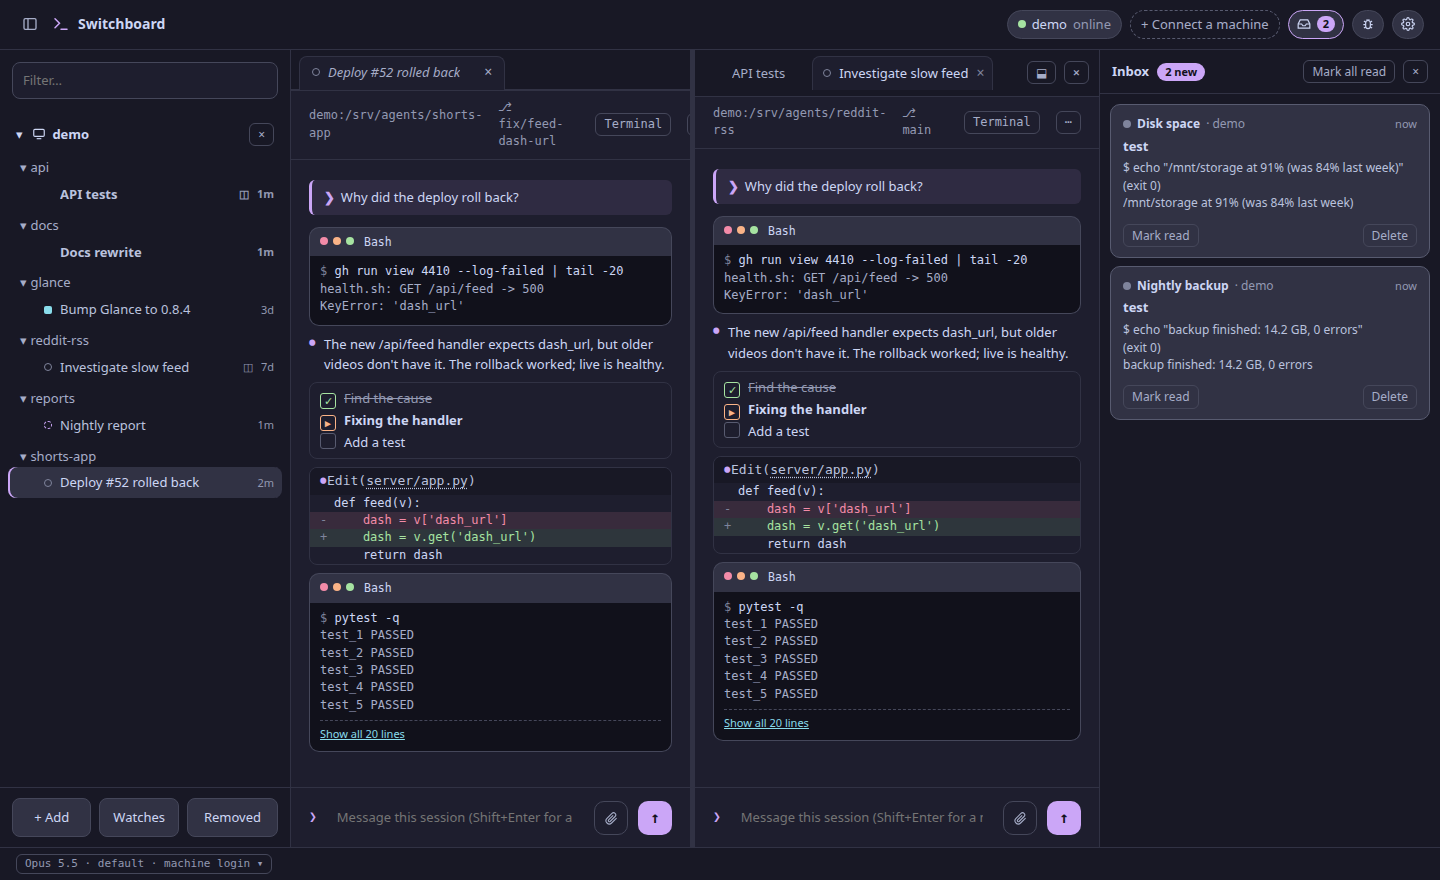 Switchboard
demo online
+ Connect a machine
2
Filter...
▾ demo ×
▾ api
API tests 1m
▾ docs
Docs rewrite 1m
▾ glance
Bump Glance to 0.8.4 3d
▾ reddit-rss
Investigate slow feed 7d
▾ reports
Nightly report 1m
▾ shorts-app
Deploy #52 rolled back 2m
+ Add
Watches
Removed
Opus 5.5 · default · machine login ▾
Deploy #52 rolled back ×
demo:/srv/agents/shorts-
app
⎇
fix/feed-
dash-url
Terminal
❯ Why did the deploy roll back?
Bash
$ gh run view 4410 --log-failed | tail -20
health.sh: GET /api/feed -> 500
KeyError: 'dash_url'
● The new /api/feed handler expects dash_url, but older
videos don't have it. The rollback worked; live is healthy.
✓ Find the cause
▶ Fixing the handler
Add a test
●Edit(server/app.py)
def feed(v):
- dash = v['dash_url']
+ dash = v.get('dash_url')
return dash
Bash
$ pytest -q
test_1 PASSED
test_2 PASSED
test_3 PASSED
test_4 PASSED
test_5 PASSED
Show all 20 lines
❯ Message this session (Shift+Enter for a
↑
API tests
Investigate slow feed ×
×
demo:/srv/agents/reddit-
rss
⎇
main
Terminal
⋯
❯ Why did the deploy roll back?
Bash
$ gh run view 4410 --log-failed | tail -20
health.sh: GET /api/feed -> 500
KeyError: 'dash_url'
● The new /api/feed handler expects dash_url, but older
videos don't have it. The rollback worked; live is healthy.
✓ Find the cause
▶ Fixing the handler
Add a test
●Edit(server/app.py)
def feed(v):
- dash = v['dash_url']
+ dash = v.get('dash_url')
return dash
Bash
$ pytest -q
test_1 PASSED
test_2 PASSED
test_3 PASSED
test_4 PASSED
test_5 PASSED
Show all 20 lines
❯ Message this session (Shift+Enter for a
↑
Inbox 2 new
Mark all read
×
Disk space · demo now
test
$ echo "/mnt/storage at 91% (was 84% last week)"
(exit 0)
/mnt/storage at 91% (was 84% last week)
Mark read
Delete
Nightly backup · demo now
test
$ echo "backup finished: 14.2 GB, 0 errors"
(exit 0)
backup finished: 14.2 GB, 0 errors
Mark read
Delete